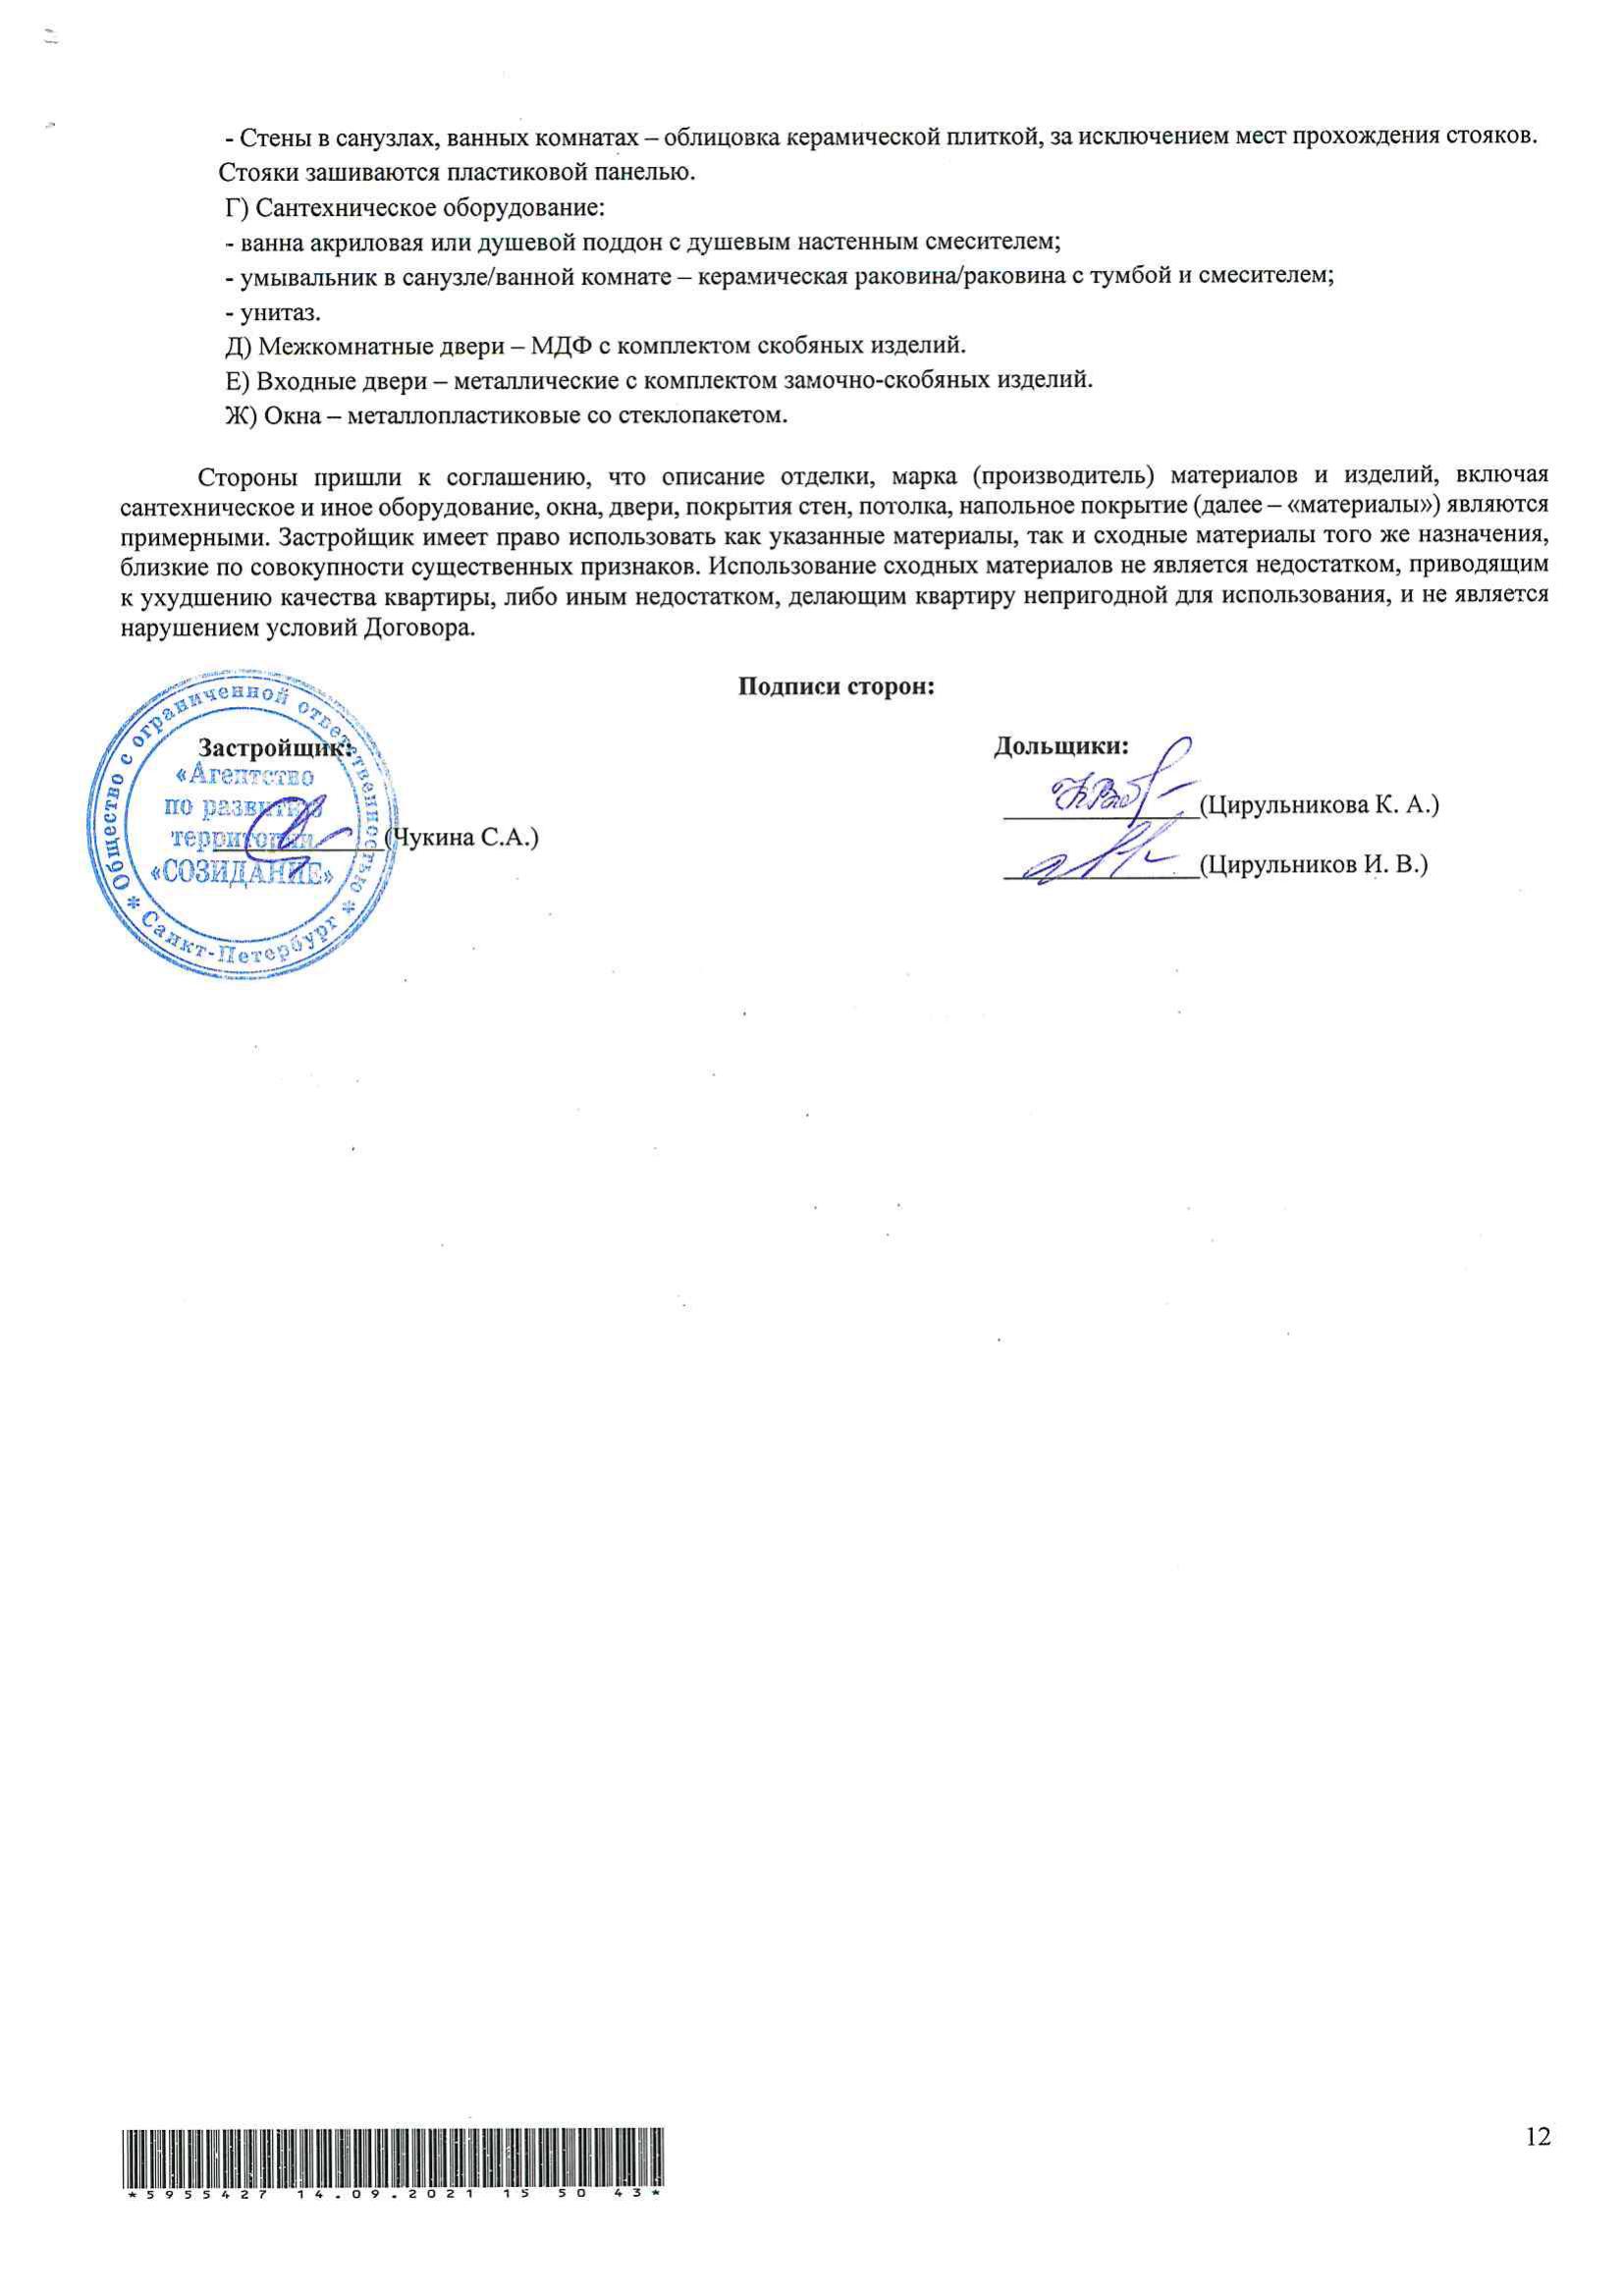 - Стены в санузлах, ванных комнатах – облицовка керамической плиткой, за исключением мест прохождения стояков.
Стояки зашиваются пластиковой панелью.
Г) Сантехническое оборудование:
- ванна акриловая или душевой поддон с душевым настенным смесителем;
- умывальник в санузле/ванной комнате – керамическая раковина/раковина с тумбой и смесителем;
- унитаз.
Д) Межкомнатные двери – МДФ с комплектом скобяных изделий.
Е) Входные двери – металлические с комплектом замочно-скобяных изделий.
Ж) Окна – металлопластиковые со стеклопакетом.
Стороны пришли к соглашению, что описание отделки, марка (производитель) материалов и изделий, включая
сантехническое и иное оборудование, окна, двери, покрытия стен, потолка, напольное покрытие (далее – «материалы») являются
примерными. Застройщик имеет право использовать как указанные материалы, так и сходные материалы того же назначения,
близкие по совокупности существенных признаков. Использование сходных материалов не является недостатком, приводящим
к ухудшению качества квартиры, либо иным недостатком, делающим квартиру непригодной для использования, и не является
нарушением условий Договора.
Подписи сторон:
Застройщик:
Дольщики:
(Чукина С.А.)
(Цирульникова К. А.)
(Цирульников И. В.)
Общество с ограниченной ответственностью
* Санкт-Петербург *
«Агентство
по развитию
территорий
«СОЗИДАНИЕ»
12
*5955427 14.09.2021 15 50 43*